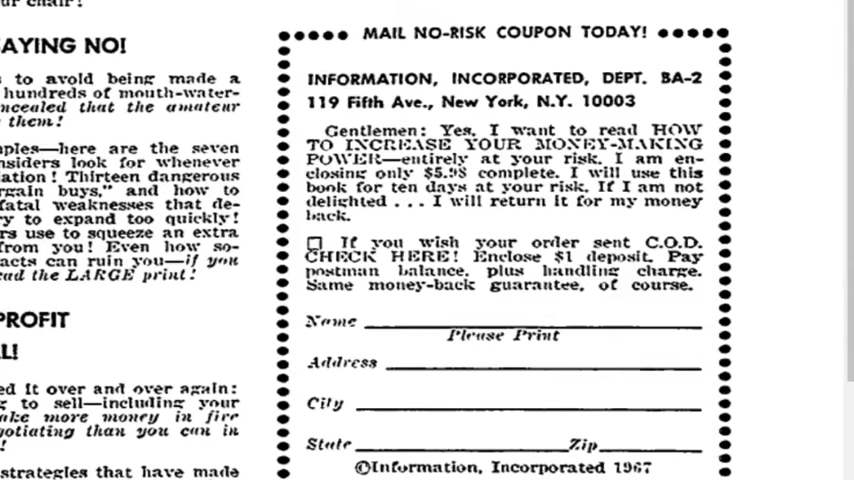 our chair!
SAYING NO!
s to avoid being made a
hundreds of mouth-water-
ncealed that the amateur
them!
mples—here are the seven
nsiders look for whenever
lation! Thirteen dangerous
rgain buys," and how to
fatal weaknesses that de-
ry to expand too quickly!
rs use to squeeze an extra
from you! Even how so-
acts can ruin you—if you
ead the LARGE print!
PROFIT
LL!
ed it over and over again:
g to sell—including your
ake more money in five
gotiating than you can in
!
strategies that have made
MAIL NO-RISK COUPON TODAY!
INFORMATION, INCORPORATED, DEPT. BA-2
119 Fifth Ave., New York, N.Y. 10003
Gentlemen: Yes, I want to read HOW
TO INCREASE YOUR MONEY-MAKING
POWER—entirely at your risk. I am en-
closing only $5.98 complete. I will use this
book for ten days at your risk. If I am not
delighted . . . I will return it for my money
back.
□ If you wish your order sent C.O.D.
CHECK HERE! Enclose $1 deposit. Pay
postman balance, plus handling charge.
Same money-back guarantee, of course.
Name
Please Print
Address
City
State Zip
©Information, Incorporated 1967